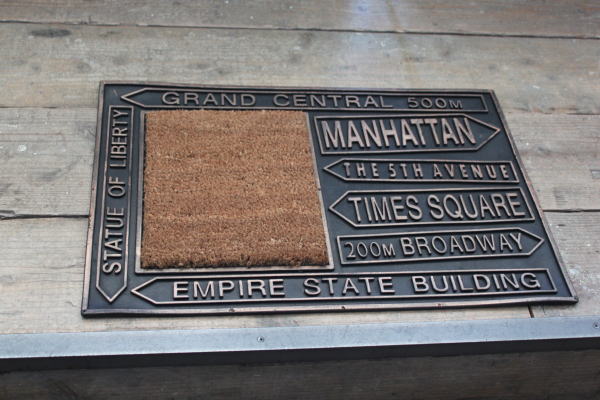 GRAND CENTRAL 500M
STATUE OF LIBERTY
MANHATTAN
THE 5TH AVENUE
TIMES SQUARE
200M BROADWAY
EMPIRE STATE BUILDING